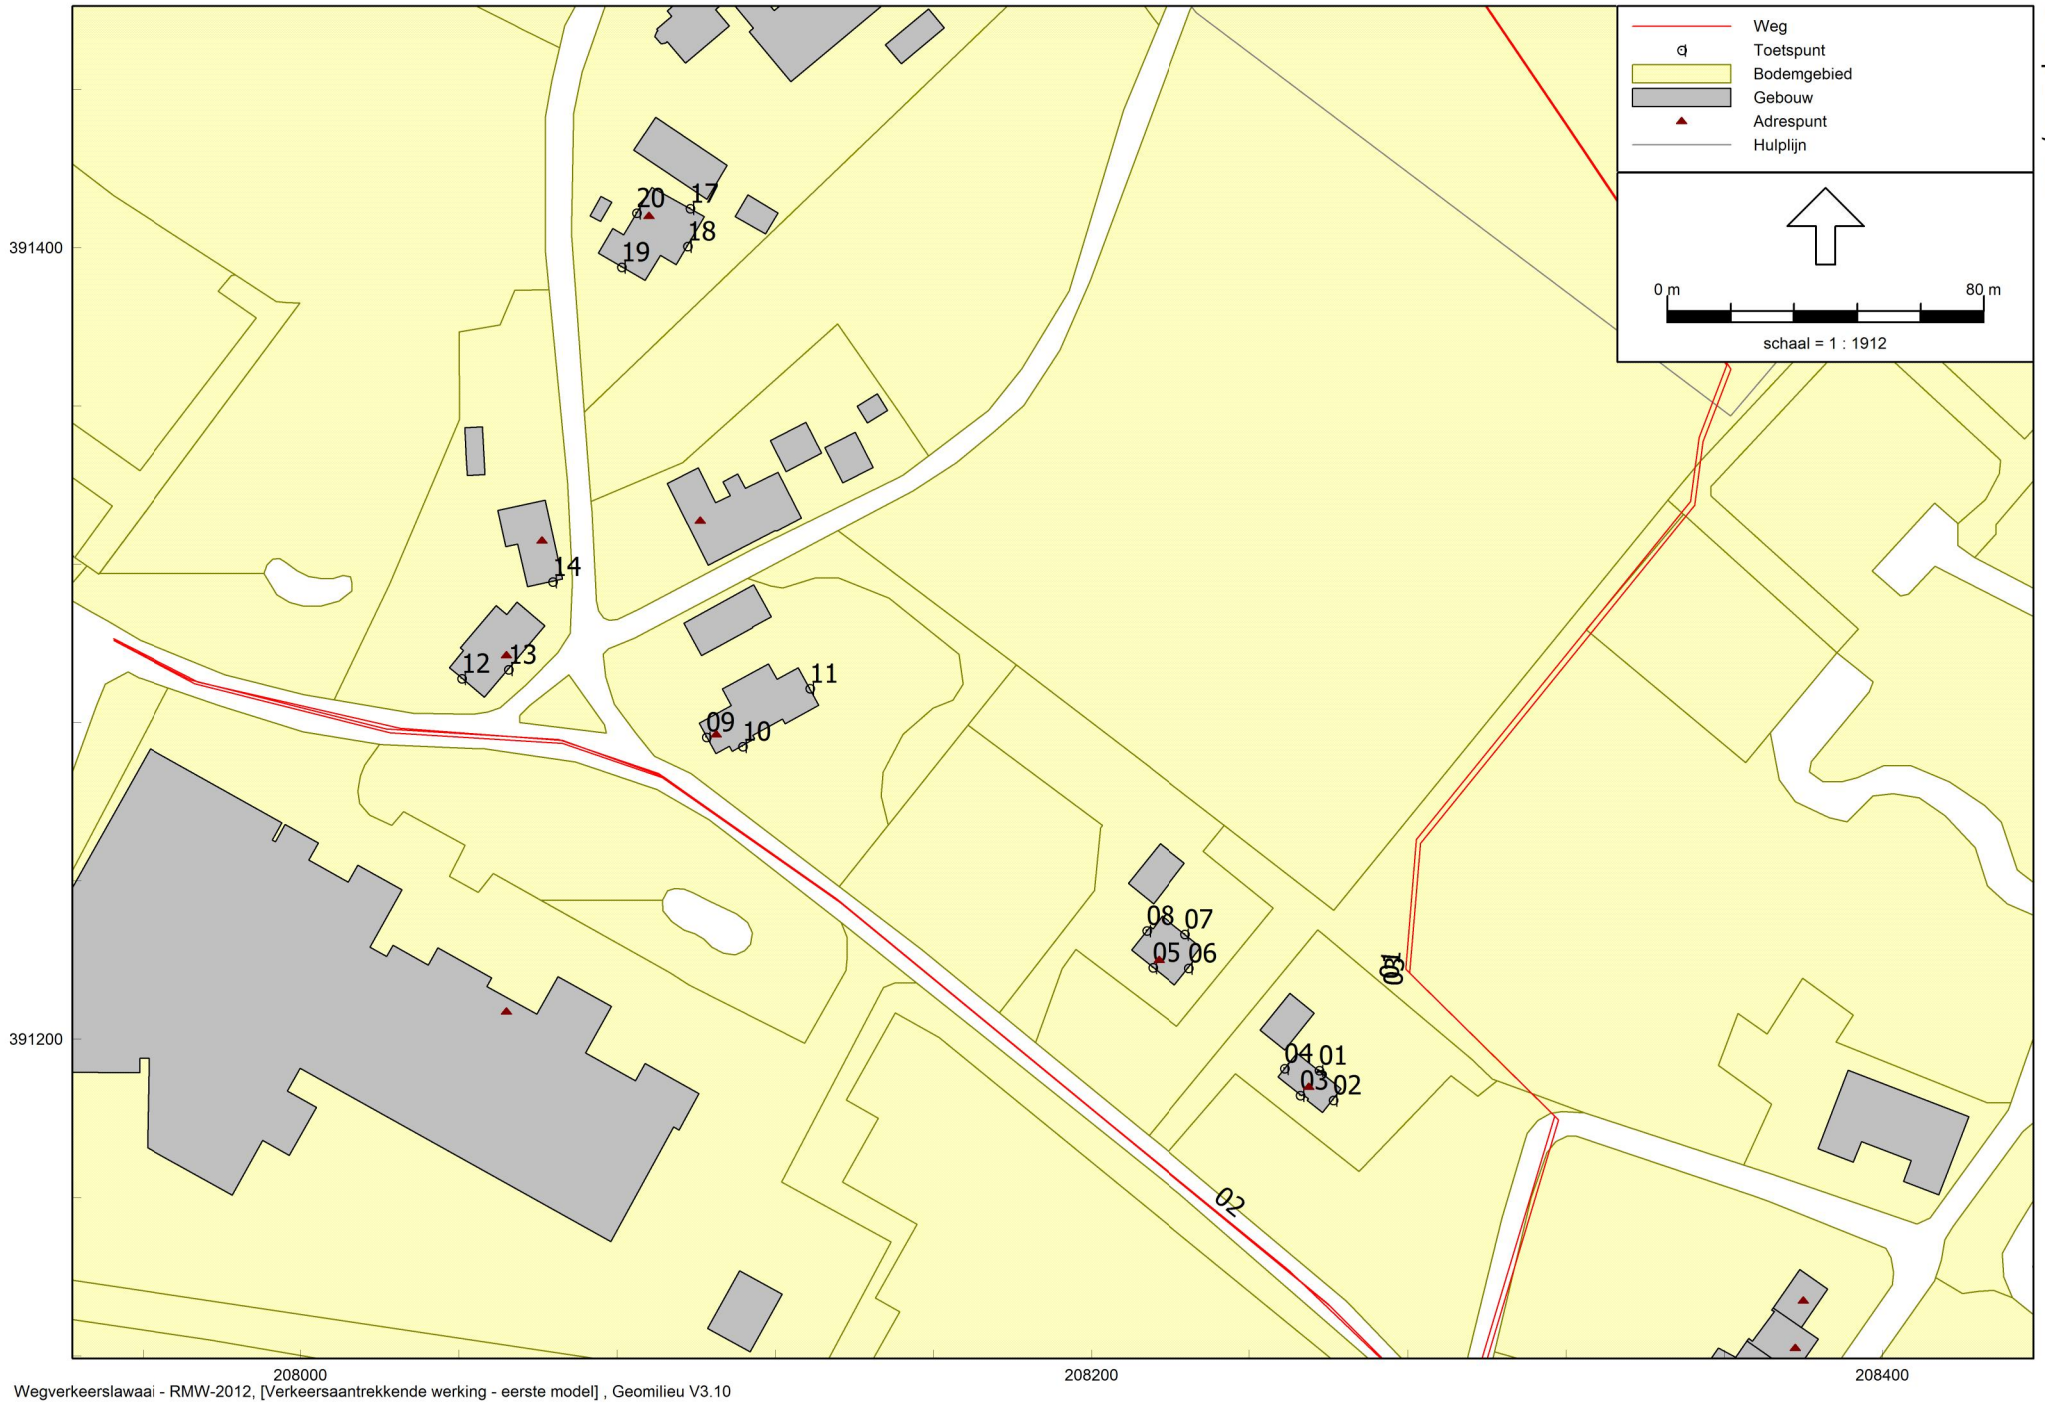 Weg
Toetspunt
Bodemgebied
Gebouw
Adrespunt
Hulplijn
0 m 80 m
schaal = 1 : 1912
20 17
18
19
391400
14
12 13
11
09 10
08 07
05 06
04 01
03 02
391200
02
208000 208200 208400
Wegverkeerslawaai - RMW-2012, [Verkeersaantrekkende werking - eerste model] , Geomilieu V3.10